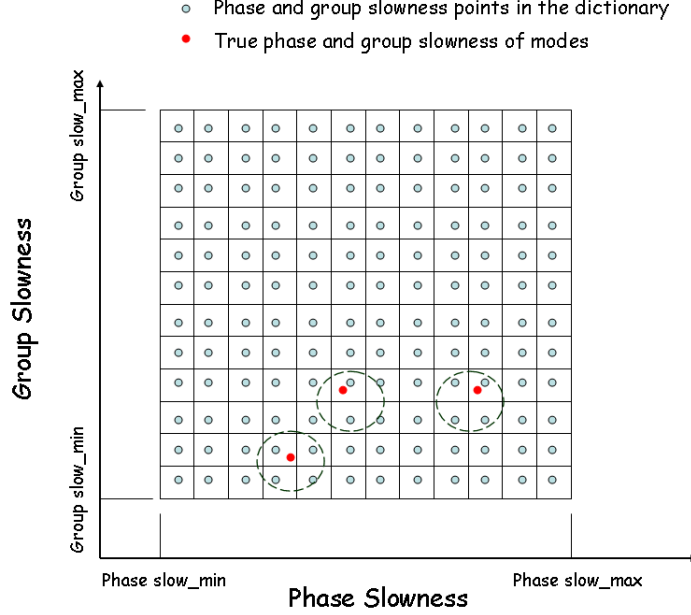 Phase and group slowness points in the dictionary
True phase and group slowness of modes
Group slow_max
Group Slowness
Group slow_min
Phase slow_min
Phase slow_max
Phase Slowness